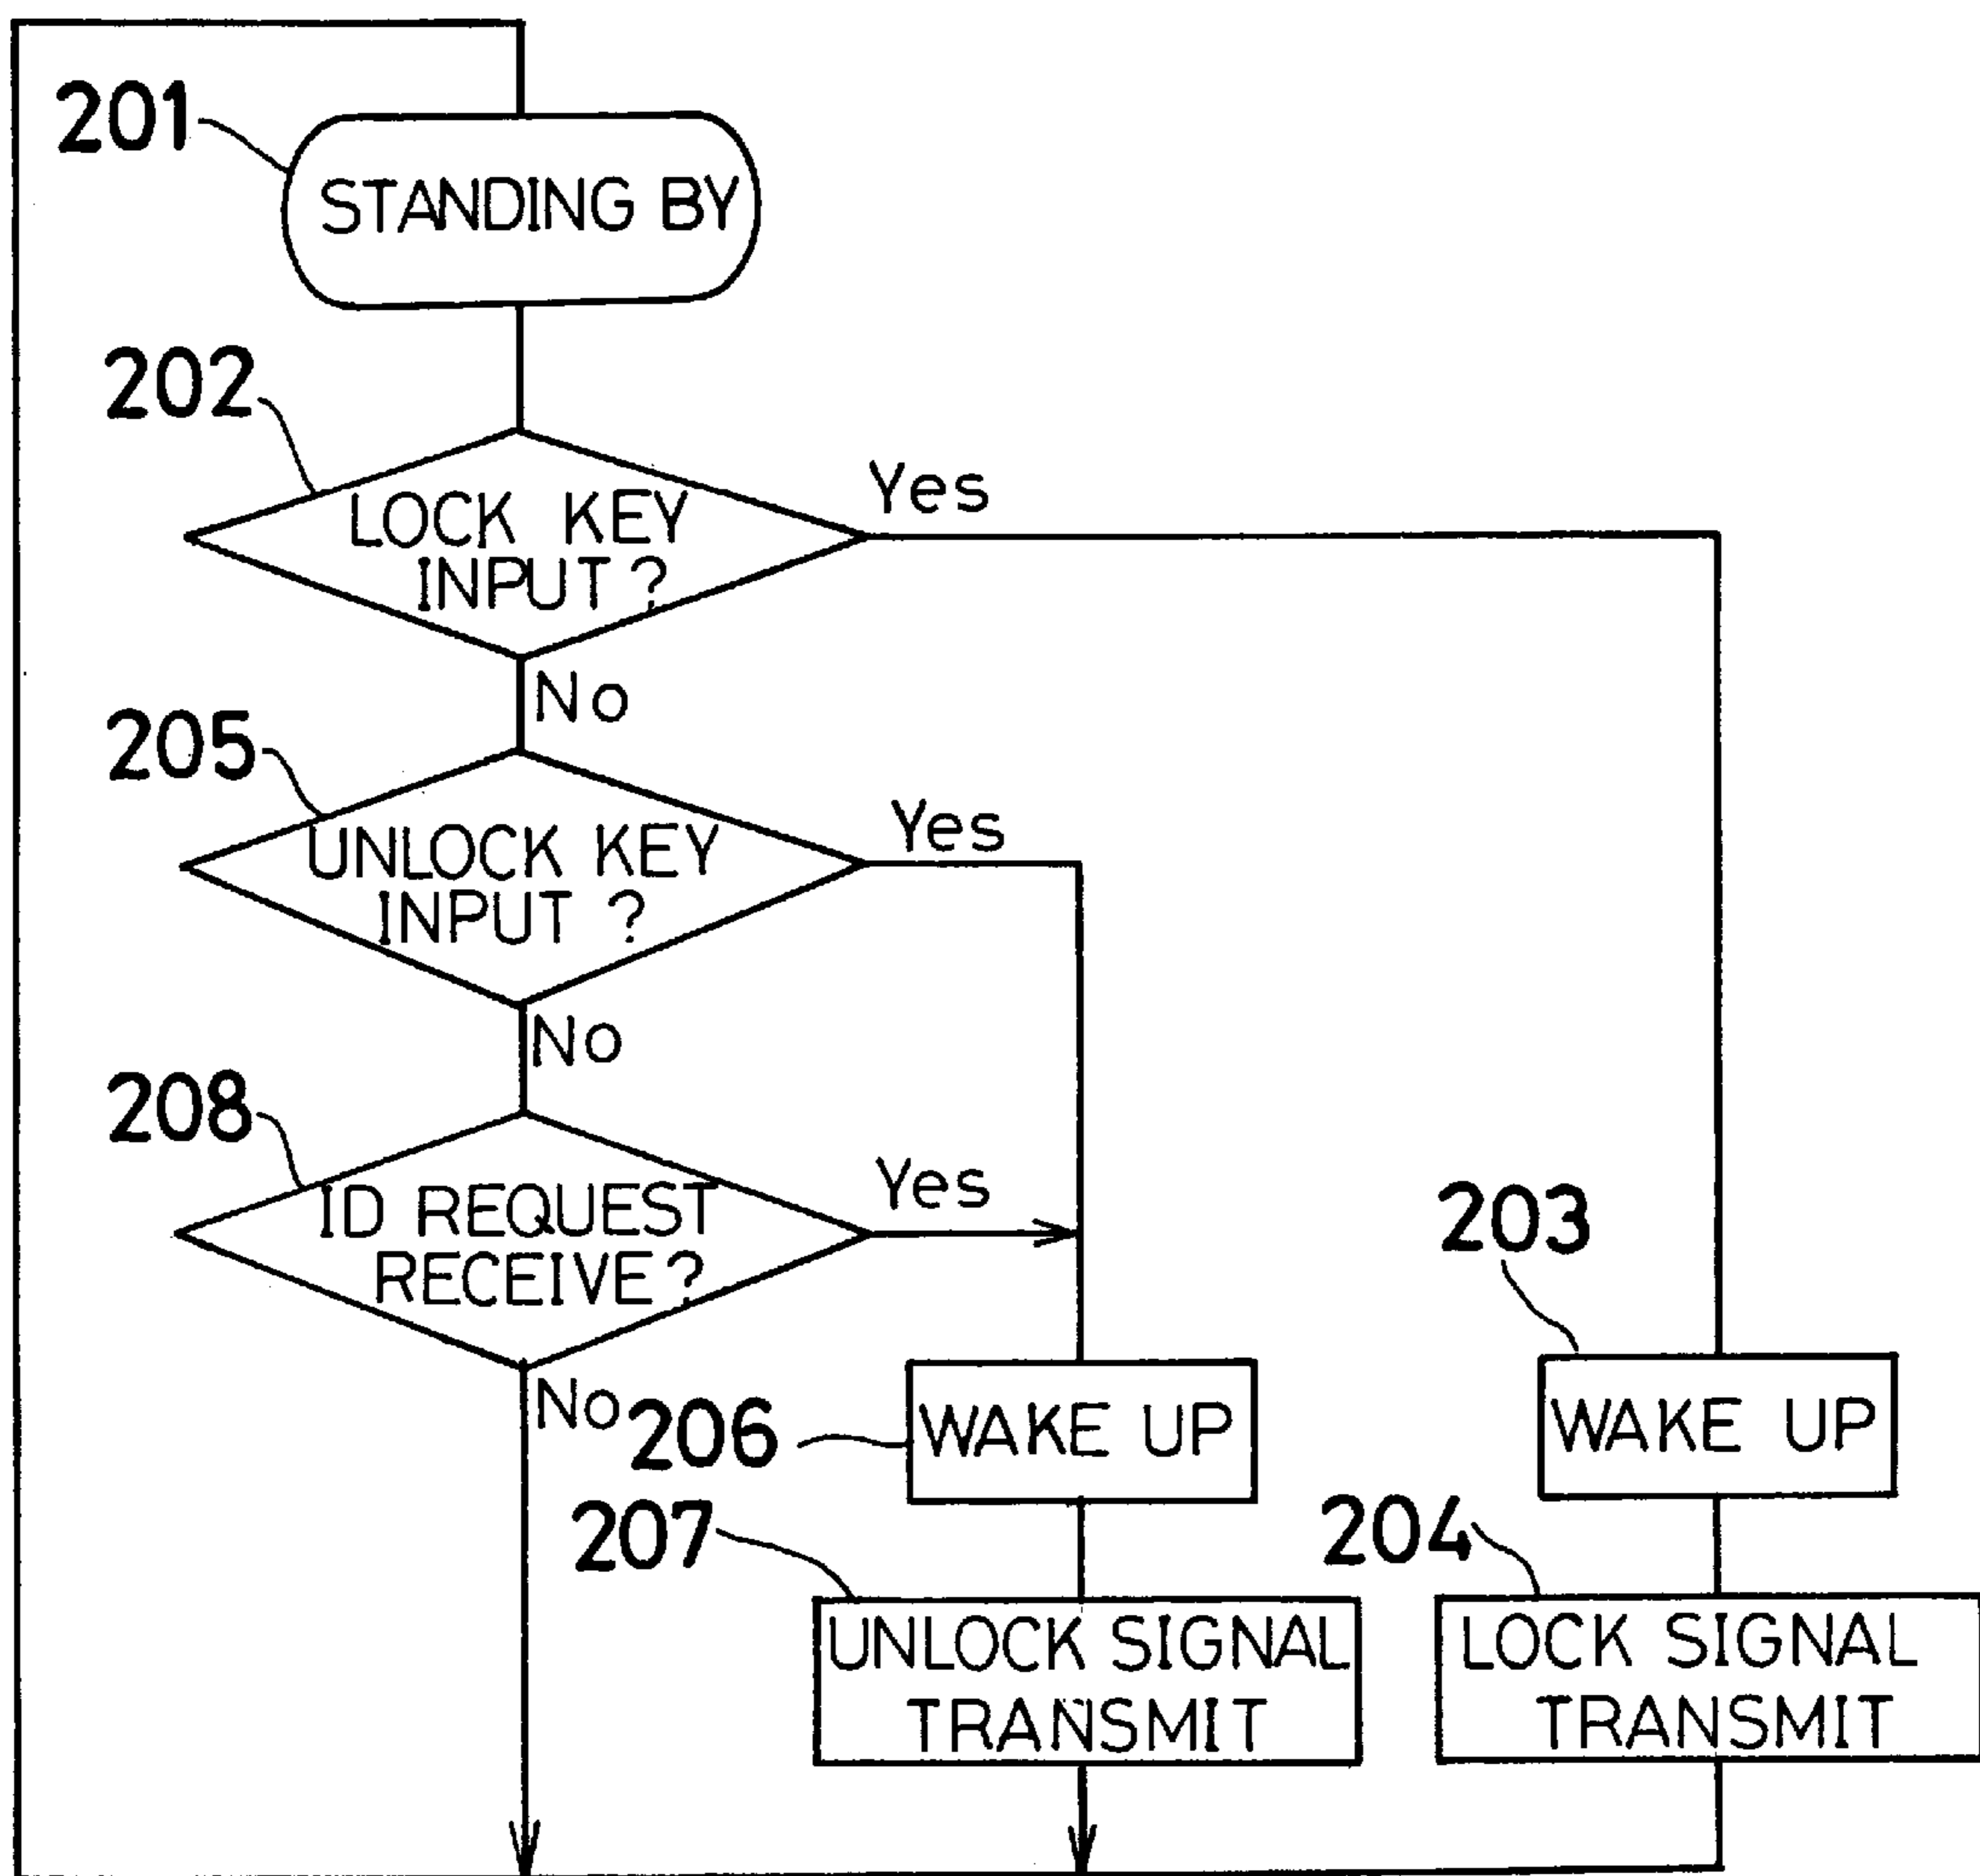 201
STANDING BY
202
LOCK KEY
INPUT?
Yes
No
205
UNLOCK KEY
INPUT ?
Yes
No
208
ID REQUEST
RECEIVE?
Yes
No
206
WAKE UP
207
UNLOCK SIGNAL
TRANSMIT
203
WAKE UP
204
LOCK SIGNAL
TRANSMIT